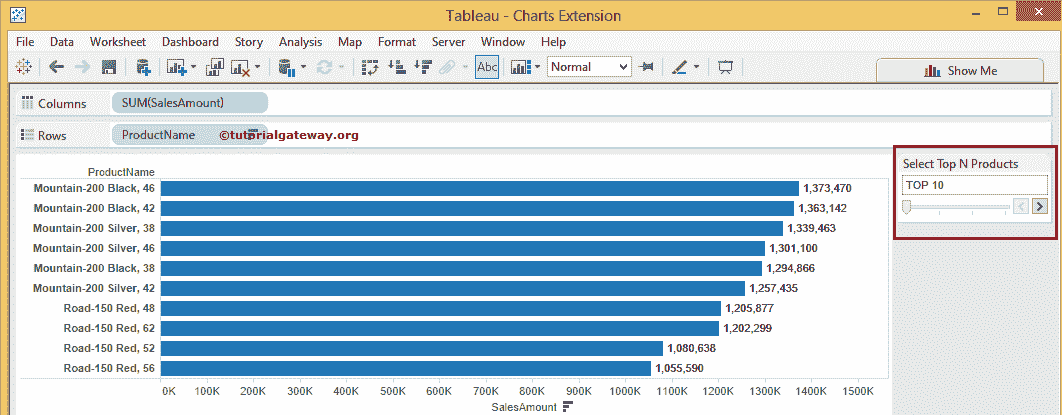 Tableau - Charts Extension
File Data Worksheet Dashboard Story Analysis Map Format Server Window Help
Abc Normal Show Me
Columns SUM(SalesAmount)
Rows ProductName ©tutorialgateway.org
Select Top N Products
TOP 10
ProductName
Mountain-200 Black, 46 1,373,470
Mountain-200 Black, 42 1,363,142
Mountain-200 Silver, 38 1,339,463
Mountain-200 Silver, 46 1,301,100
Mountain-200 Black, 38 1,294,866
Mountain-200 Silver, 42 1,257,435
Road-150 Red, 48 1,205,877
Road-150 Red, 62 1,202,299
Road-150 Red, 52 1,080,638
Road-150 Red, 56 1,055,590
0K 100K 200K 300K 400K 500K 600K 700K 800K 900K 1000K 1100K 1200K 1300K 1400K 1500K
SalesAmount